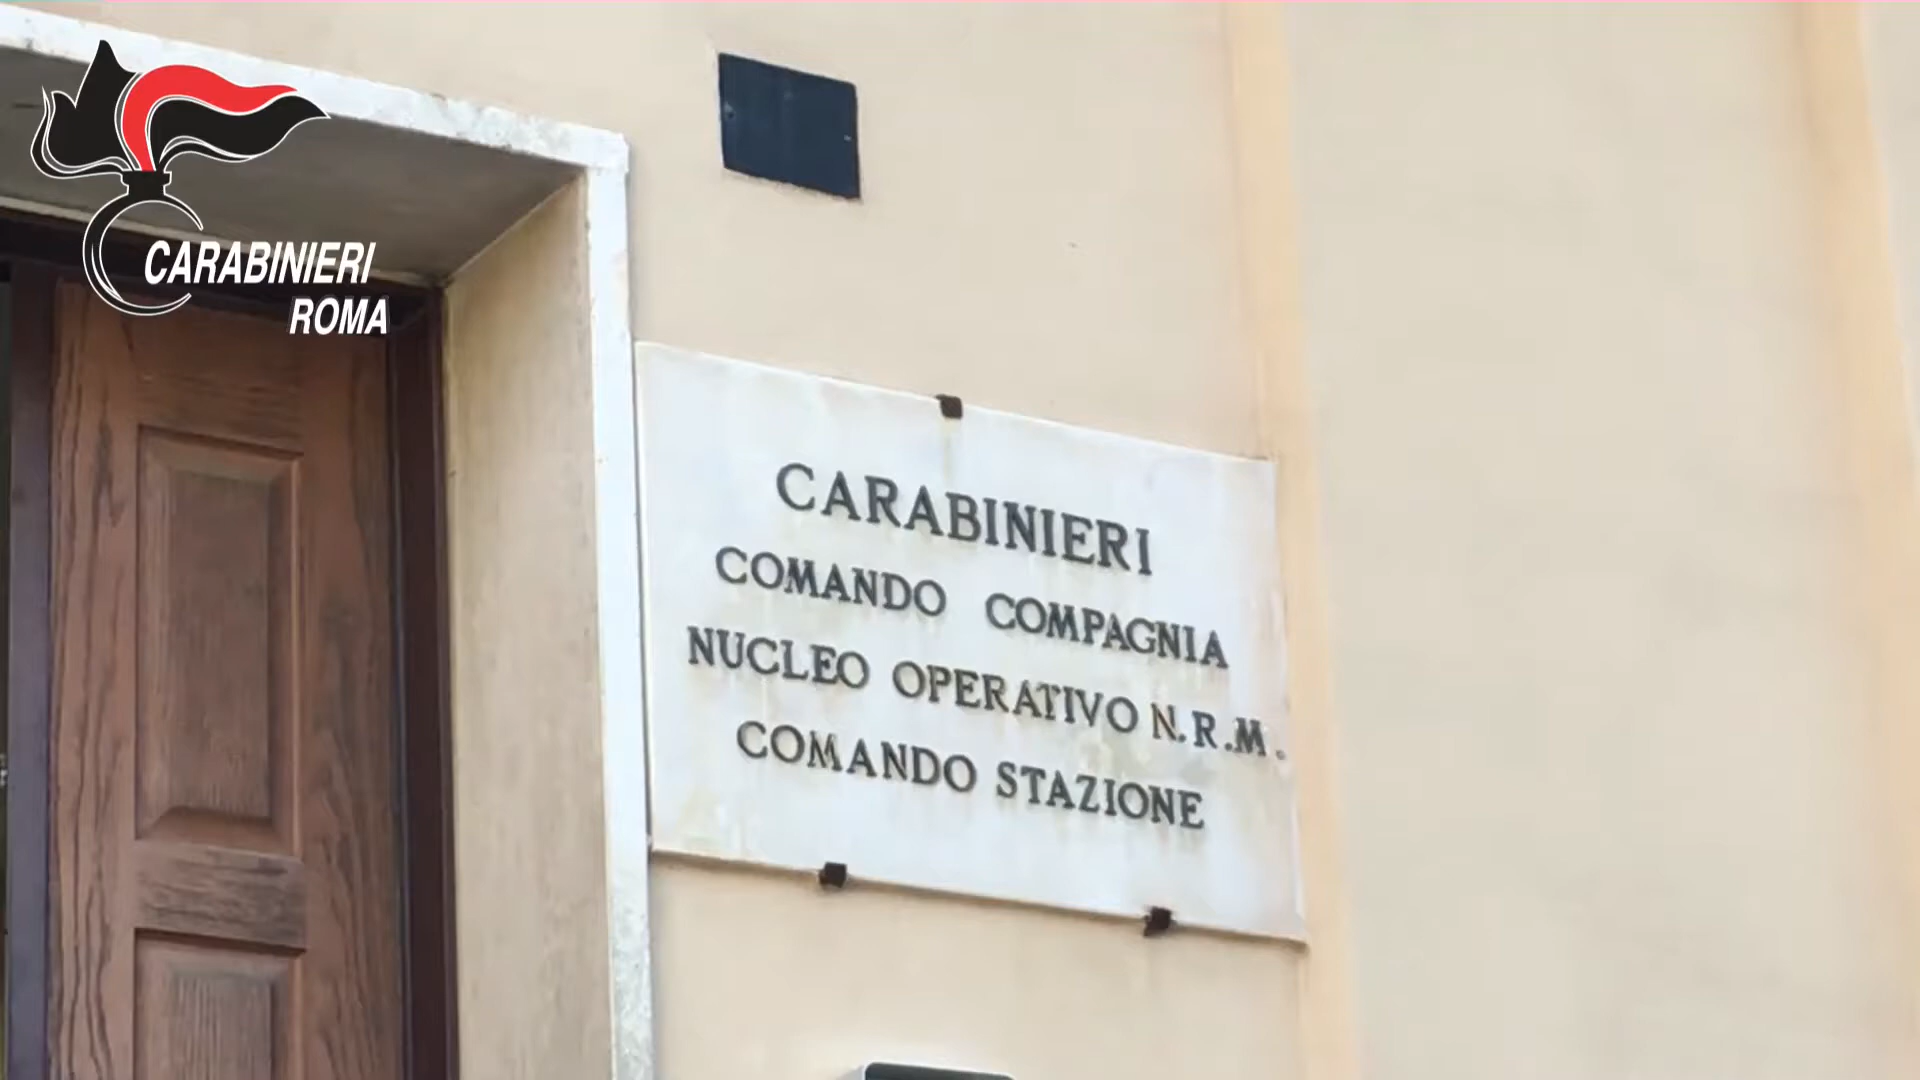 CARABINIERI
ROMA
CARABINIERI
COMANDO COMPAGNIA
NUCLEO OPERATIVO N.R.M.
COMANDO STAZIONE